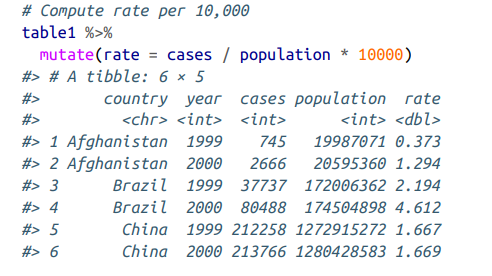 # Compute rate per 10,000
table1 %>%
  mutate(rate = cases / population * 10000)
#> # A tibble: 6 × 5
#>       country  year  cases population  rate
#>         <chr> <int>  <int>      <int> <dbl>
#> 1 Afghanistan  1999    745   19987071 0.373
#> 2 Afghanistan  2000   2666   20595360 1.294
#> 3      Brazil  1999  37737  172006362 2.194
#> 4      Brazil  2000  80488  174504898 4.612
#> 5       China  1999 212258 1272915272 1.667
#> 6       China  2000 213766 1280428583 1.669